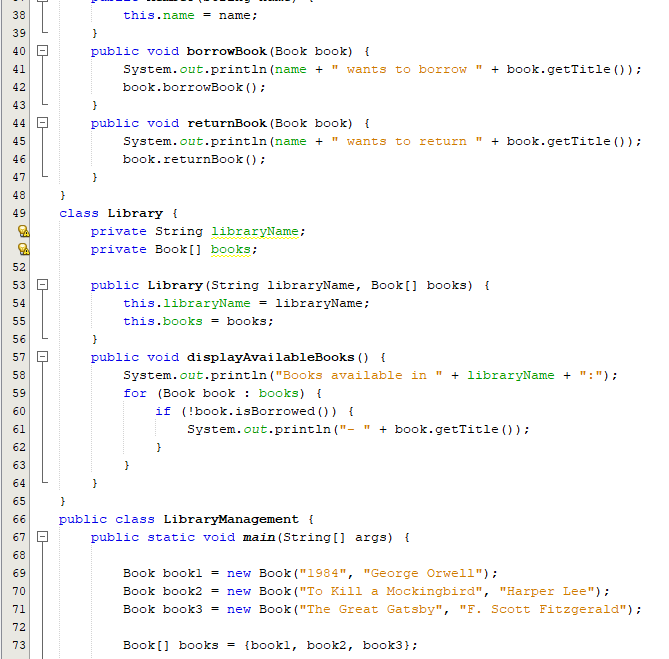 38 this.name = name;
39 }
40 public void borrowBook(Book book) {
41 System.out.println(name + " wants to borrow " + book.getTitle());
42 book.borrowBook();
43 }
44 public void returnBook(Book book) {
45 System.out.println(name + " wants to return " + book.getTitle());
46 book.returnBook();
47 }
48 }
49 class Library {
private String libraryName;
private Book[] books;
52
53 public Library(String libraryName, Book[] books) {
54 this.libraryName = libraryName;
55 this.books = books;
56 }
57 public void displayAvailableBooks() {
58 System.out.println("Books available in " + libraryName + ":");
59 for (Book book : books) {
60 if (!book.isBorrowed()) {
61 System.out.println("- " + book.getTitle());
62 }
63 }
64 }
65 }
66 public class LibraryManagement {
67 public static void main(String[] args) {
68
69 Book book1 = new Book("1984", "George Orwell");
70 Book book2 = new Book("To Kill a Mockingbird", "Harper Lee");
71 Book book3 = new Book("The Great Gatsby", "F. Scott Fitzgerald");
72
73 Book[] books = {book1, book2, book3};